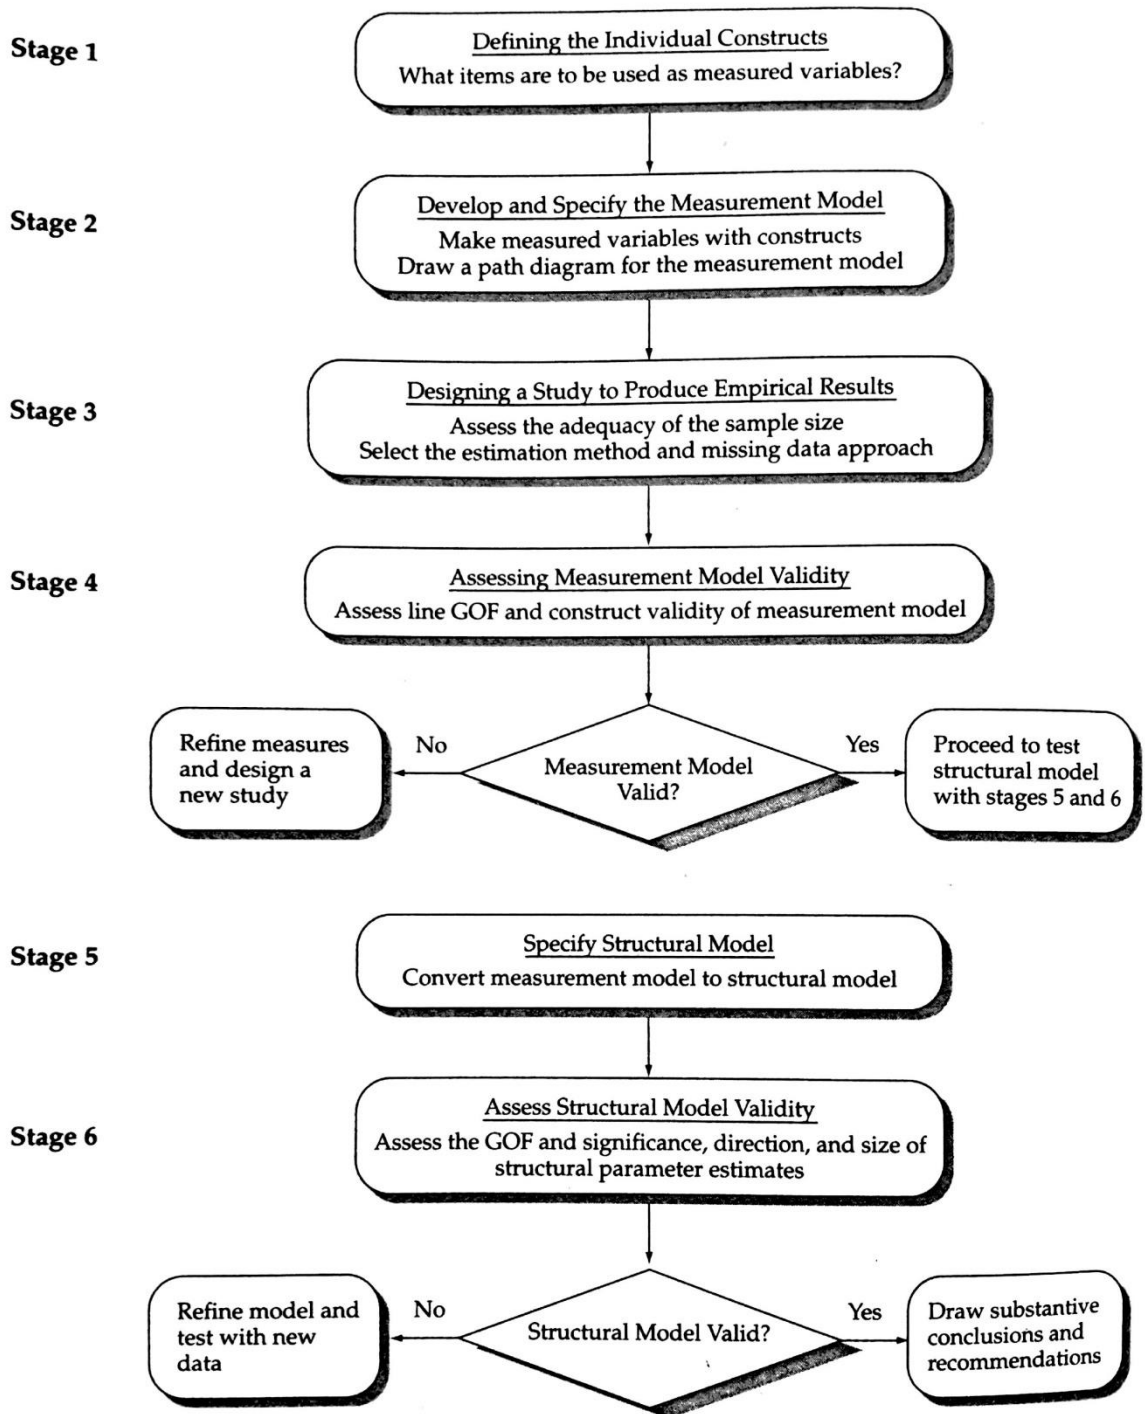 Stage 1
Defining the Individual Constructs
What items are to be used as measured variables?
Stage 2
Develop and Specify the Measurement Model
Make measured variables with constructs
Draw a path diagram for the measurement model
Stage 3
Designing a Study to Produce Empirical Results
Assess the adequacy of the sample size
Select the estimation method and missing data approach
Stage 4
Assessing Measurement Model Validity
Assess line GOF and construct validity of measurement model
Refine measures
and design a
new study
No
Measurement Model
Valid?
Yes
Proceed to test
structural model
with stages 5 and 6
Stage 5
Specify Structural Model
Convert measurement model to structural model
Stage 6
Assess Structural Model Validity
Assess the GOF and significance, direction, and size of
structural parameter estimates
Refine model and
test with new
data
No
Structural Model Valid?
Yes
Draw substantive
conclusions and
recommendations